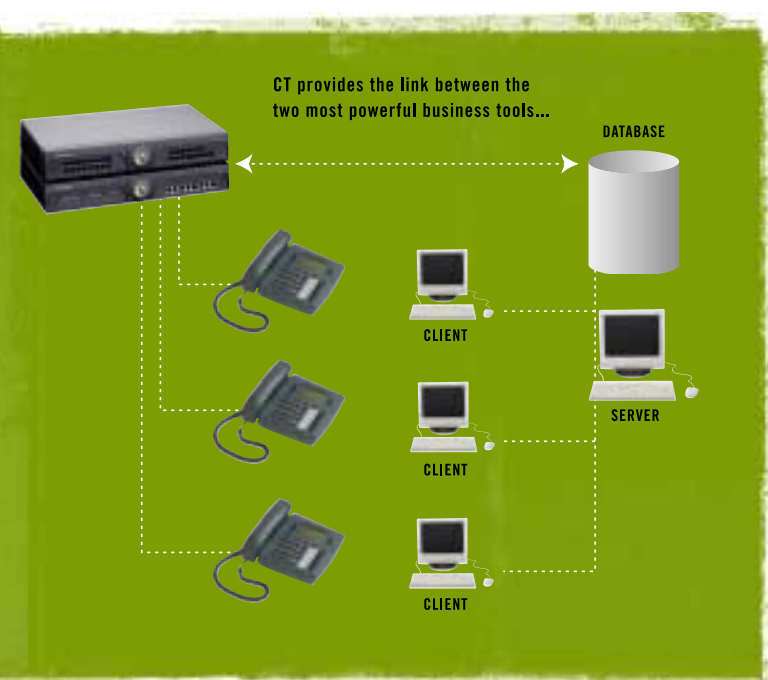 CT provides the link between the
two most powerful business tools...
DATABASE
CLIENT
SERVER
CLIENT
CLIENT